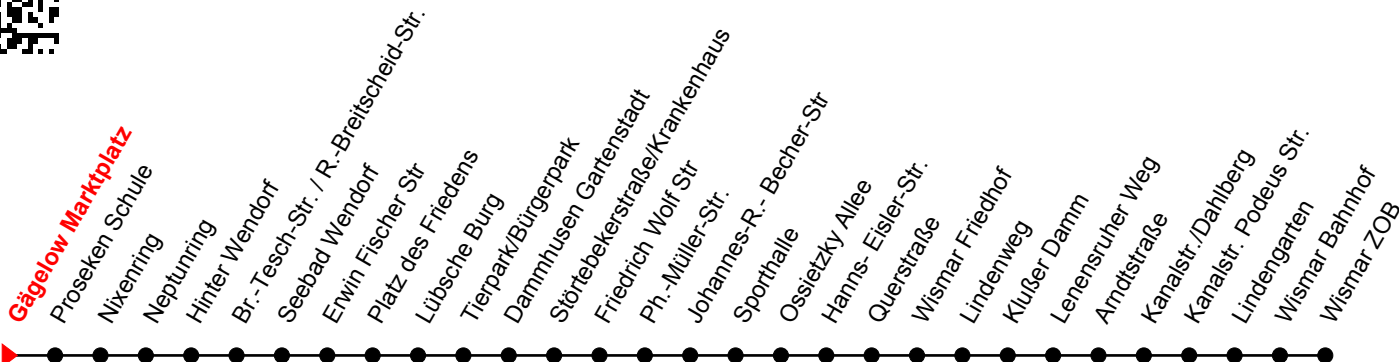 Gägelow Marktplatz
Proseken Schule
Nixenring
Neptunring
Hinter Wendorf
Br.-Tesch-Str. / R.-Breitscheid-Str.
Seebad Wendorf
Erwin Fischer Str
Platz des Friedens
Lübsche Burg
Tierpark/Bürgerpark
Dammhusen Gartenstadt
Störtebekerstraße/Krankenhaus
Friedrich Wolf Str
Ph.-Müller-Str.
Johannes-R.- Becher-Str
Sporthalle
Ossietzky Allee
Hanns- Eisler-Str.
Querstraße
Wismar Friedhof
Lindenweg
Klußer Damm
Lenensruher Weg
Arndtstraße
Kanalstr./Dahlberg
Kanalstr. Podeus Str.
Lindengarten
Wismar Bahnhof
Wismar ZOB